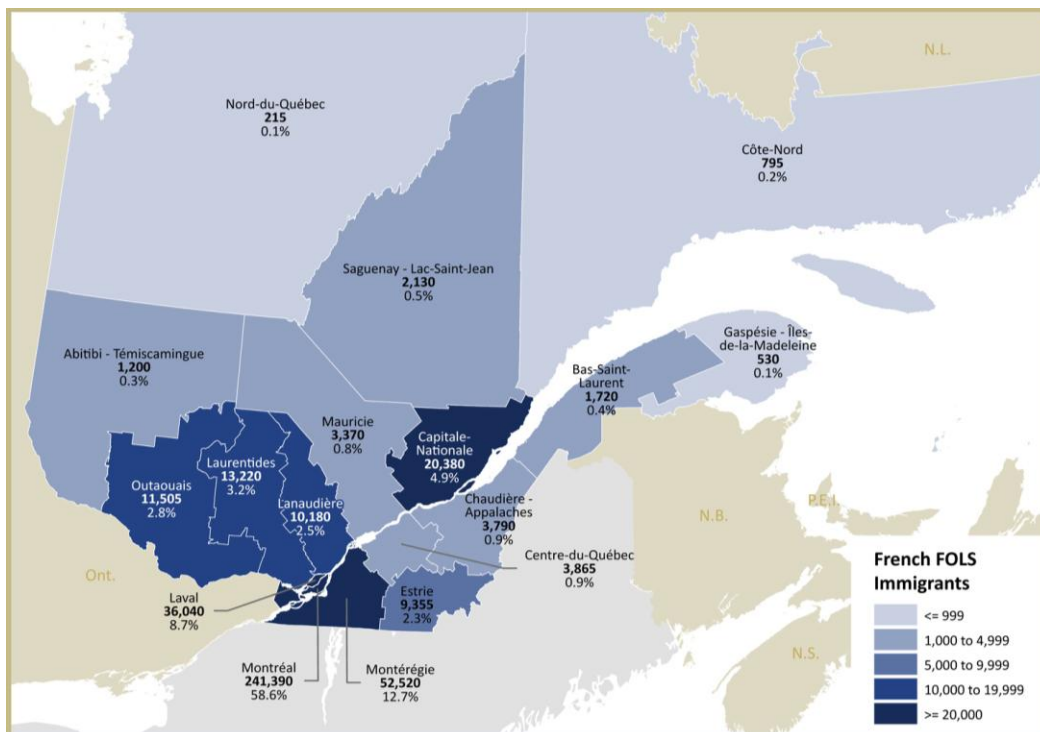 N.L.
Nord-du-Québec
215
0.1%
Côte-Nord
795
0.2%
Saguenay - Lac-Saint-Jean
2,130
0.5%
Gaspésie - Îles-
de-la-Madeleine
530
0.1%
Abitibi - Témiscamingue
1,200
0.3%
Bas-Saint-
Laurent
1,720
0.4%
Mauricie
3,370
0.8%
Capitale-
Nationale
20,380
4.9%
Laurentides
13,220
3.2%
Outaouais
11,505
2.8%
Lanaudière
10,180
2.5%
Chaudière -
Appalaches
3,790
0.9%
P.E.I.
N.B.
Centre-du-Québec
3,865
0.9%
Ont.
Laval
36,040
8.7%
Estrie
9,355
2.3%
N.S.
Montréal
241,390
58.6%
Montérégie
52,520
12.7%
French FOLS
Immigrants
<= 999
1,000 to 4,999
5,000 to 9,999
10,000 to 19,999
>= 20,000